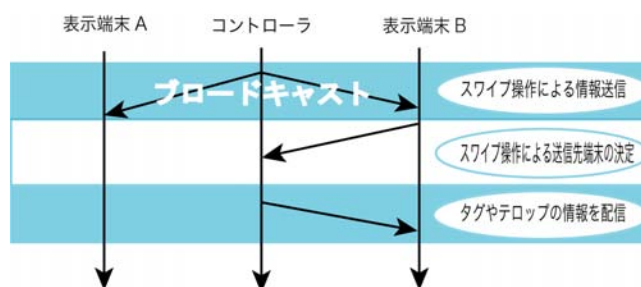 表示端末 A
コントローラ
表示端末 B
ブロードキャスト
スワイプ操作による情報送信
スワイプ操作による送信先端末の決定
タグやテロップの情報を配信